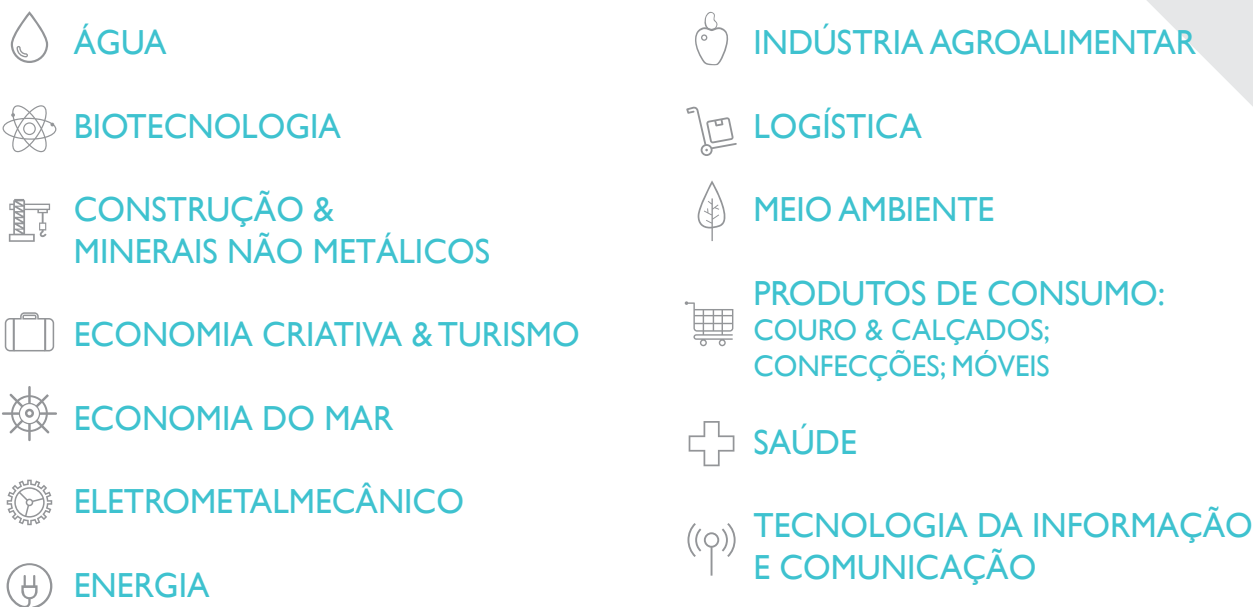 ÁGUA
BIOTECNOLOGIA
CONSTRUÇÃO &
MINERAIS NÃO METÁLICOS
ECONOMIA CRIATIVA & TURISMO
ECONOMIA DO MAR
ELETROMETALMECÂNICO
ENERGIA
INDÚSTRIA AGROALIMENTAR
LOGÍSTICA
MEIO AMBIENTE
PRODUTOS DE CONSUMO:
COURO & CALÇADOS;
CONFECÇÕES; MÓVEIS
SAÚDE
TECNOLOGIA DA INFORMAÇÃO
E COMUNICAÇÃO